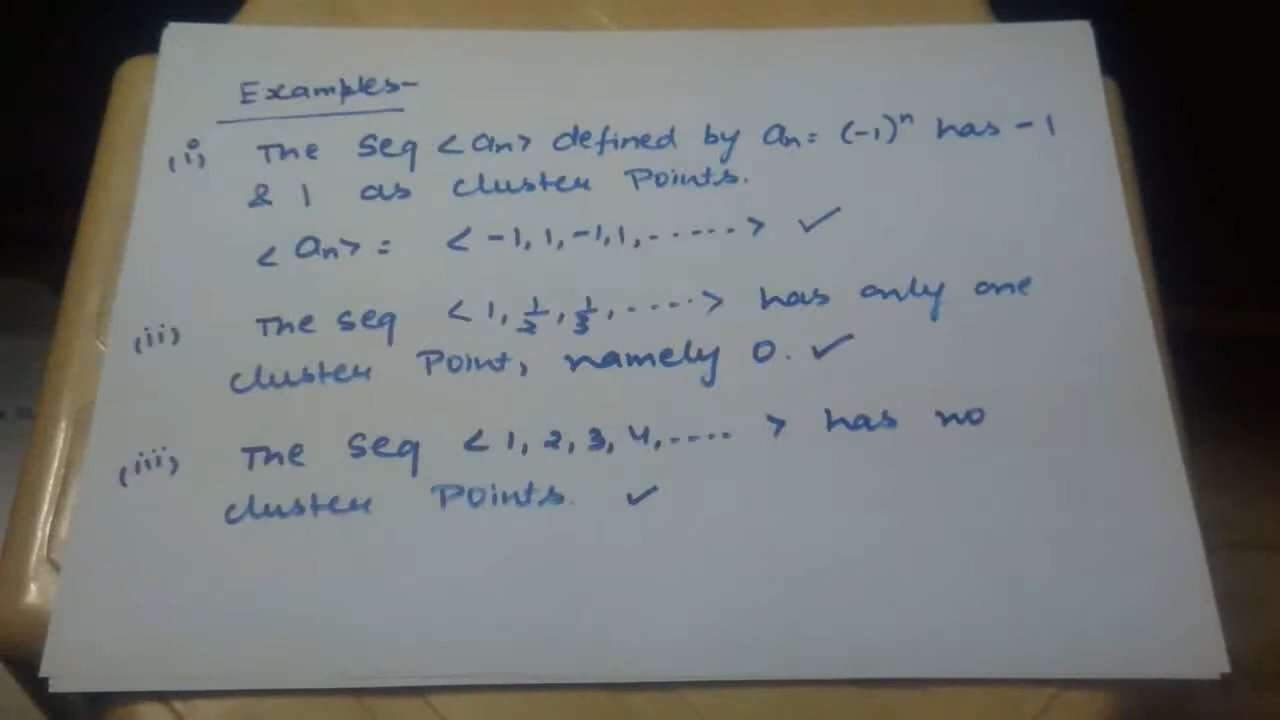 Examples-
(i) The Seq <an> defined by an = (-1)ⁿ has -1
& 1 as cluster Points.
<an> = < -1, 1, -1, 1, ...... > ✓
(ii) The Seq < 1, 1/2, 1/3, ..... > has only one
cluster Point, namely 0. ✓
(iii) The Seq < 1, 2, 3, 4, .... > has no
cluster Points. ✓